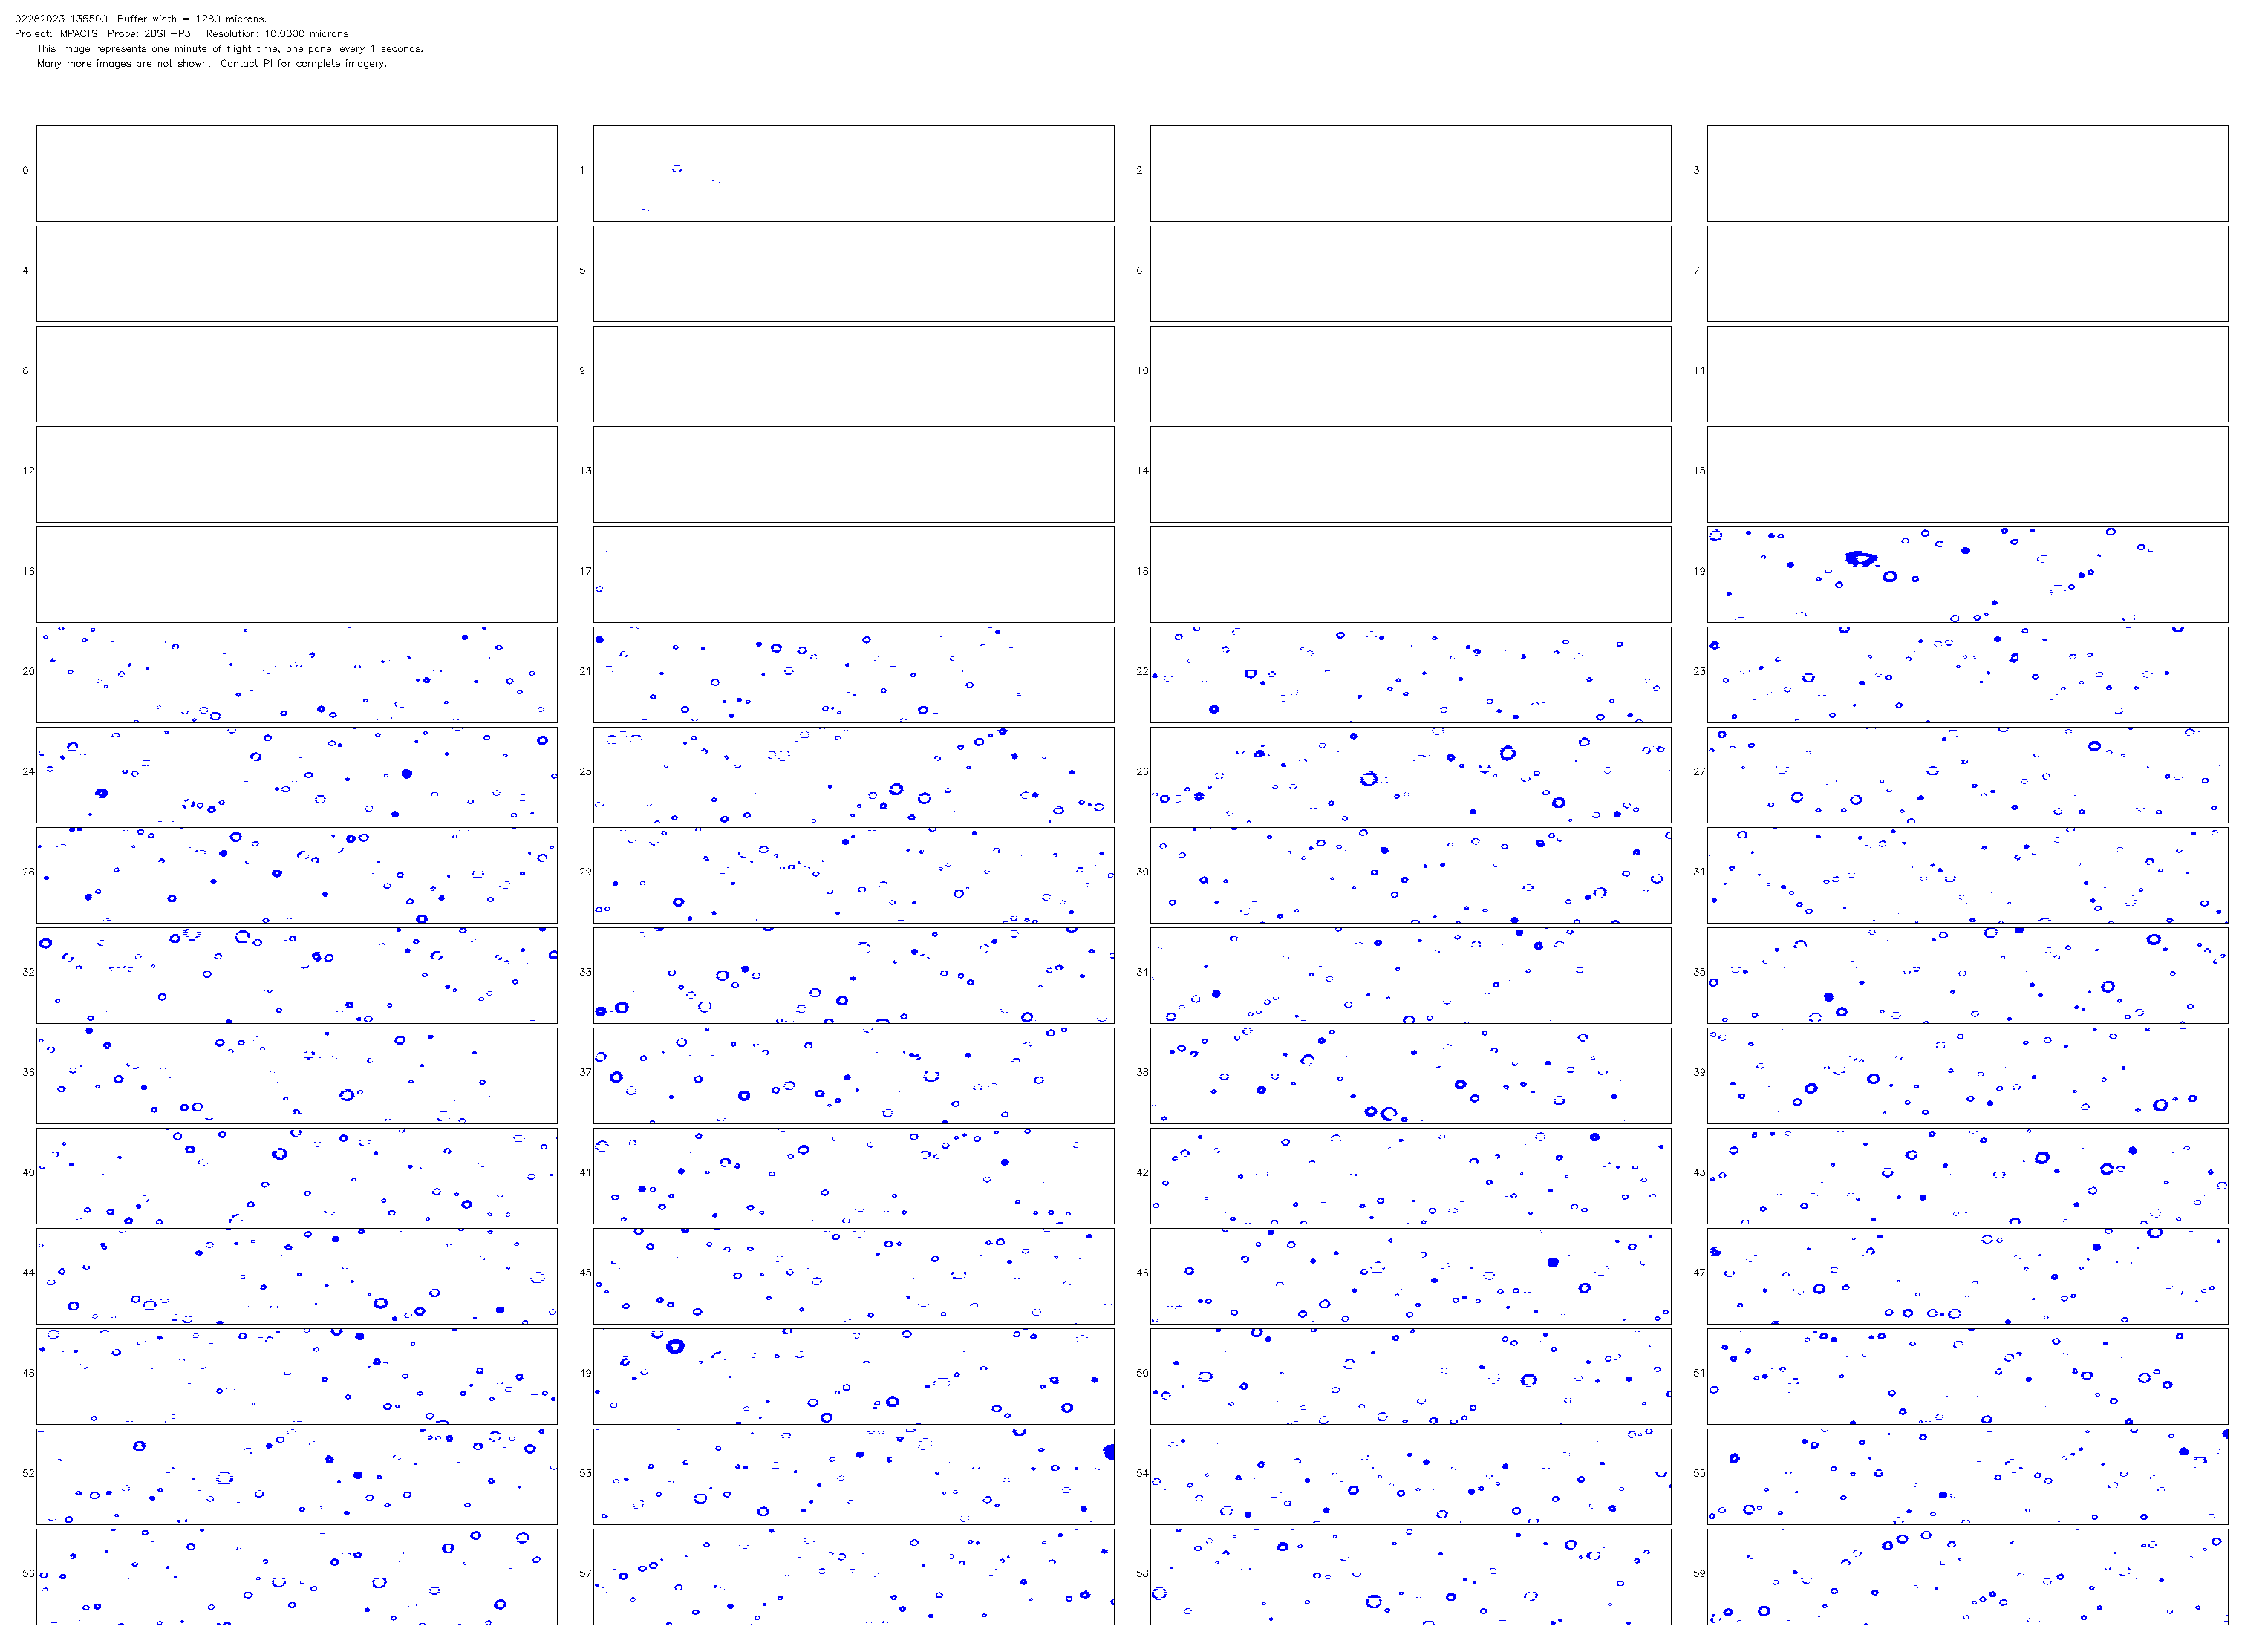 02282023 135500 Buffer width = 1280 microns.
Project: IMPACTS Probe: 2DSH-P3 Resolution: 10.0000 microns
This image represents one minute of flight time, one panel every 1 seconds.
Many more images are not shown. Contact PI for complete imagery.
0 1 2 3
4 5 6 7
8 9 10 11
12 13 14 15
16 17 18 19
20 21 22 23
24 25 26 27
28 29 30 31
32 33 34 35
36 37 38 39
40 41 42 43
44 45 46 47
48 49 50 51
52 53 54 55
56 57 58 59